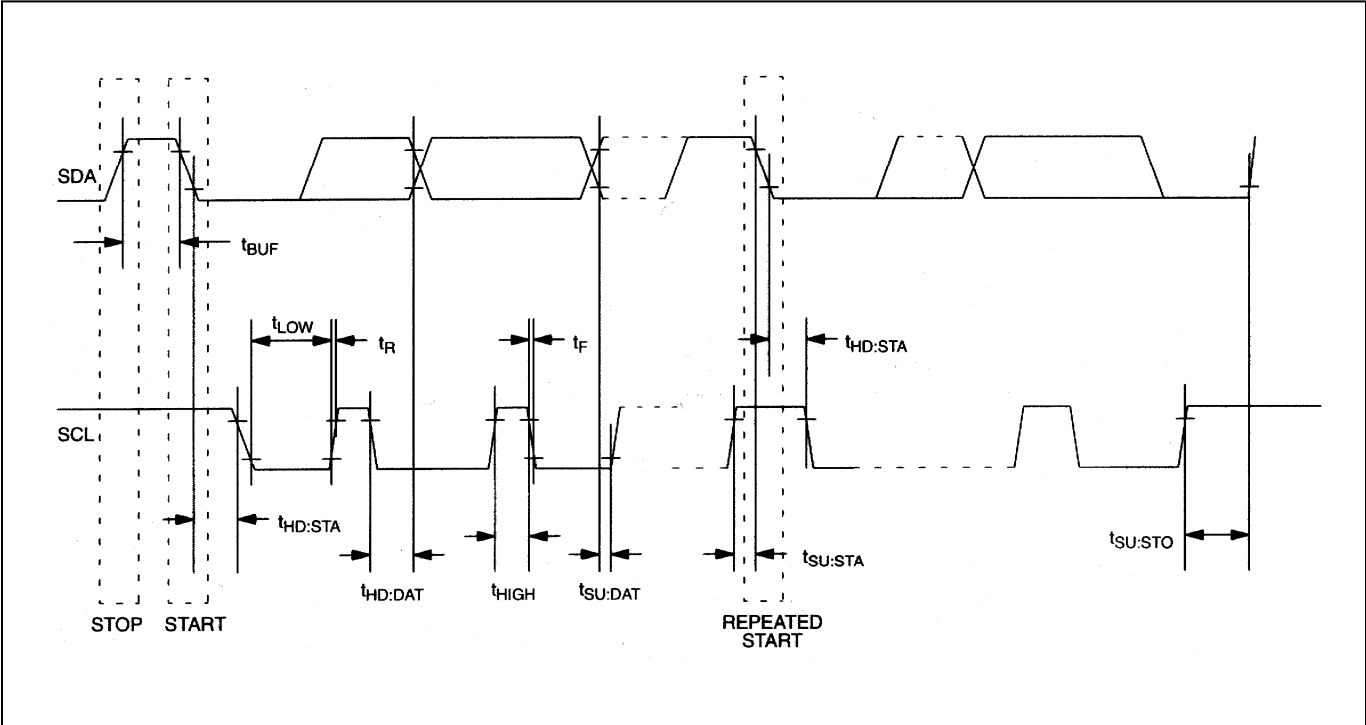 SDA
tBUF
tLOW
tR
tF
tHD:STA
SCL
tHD:STA
tHD:DAT
tHIGH
tSU:DAT
tSU:STA
tSU:STO
STOP
START
REPEATED
START